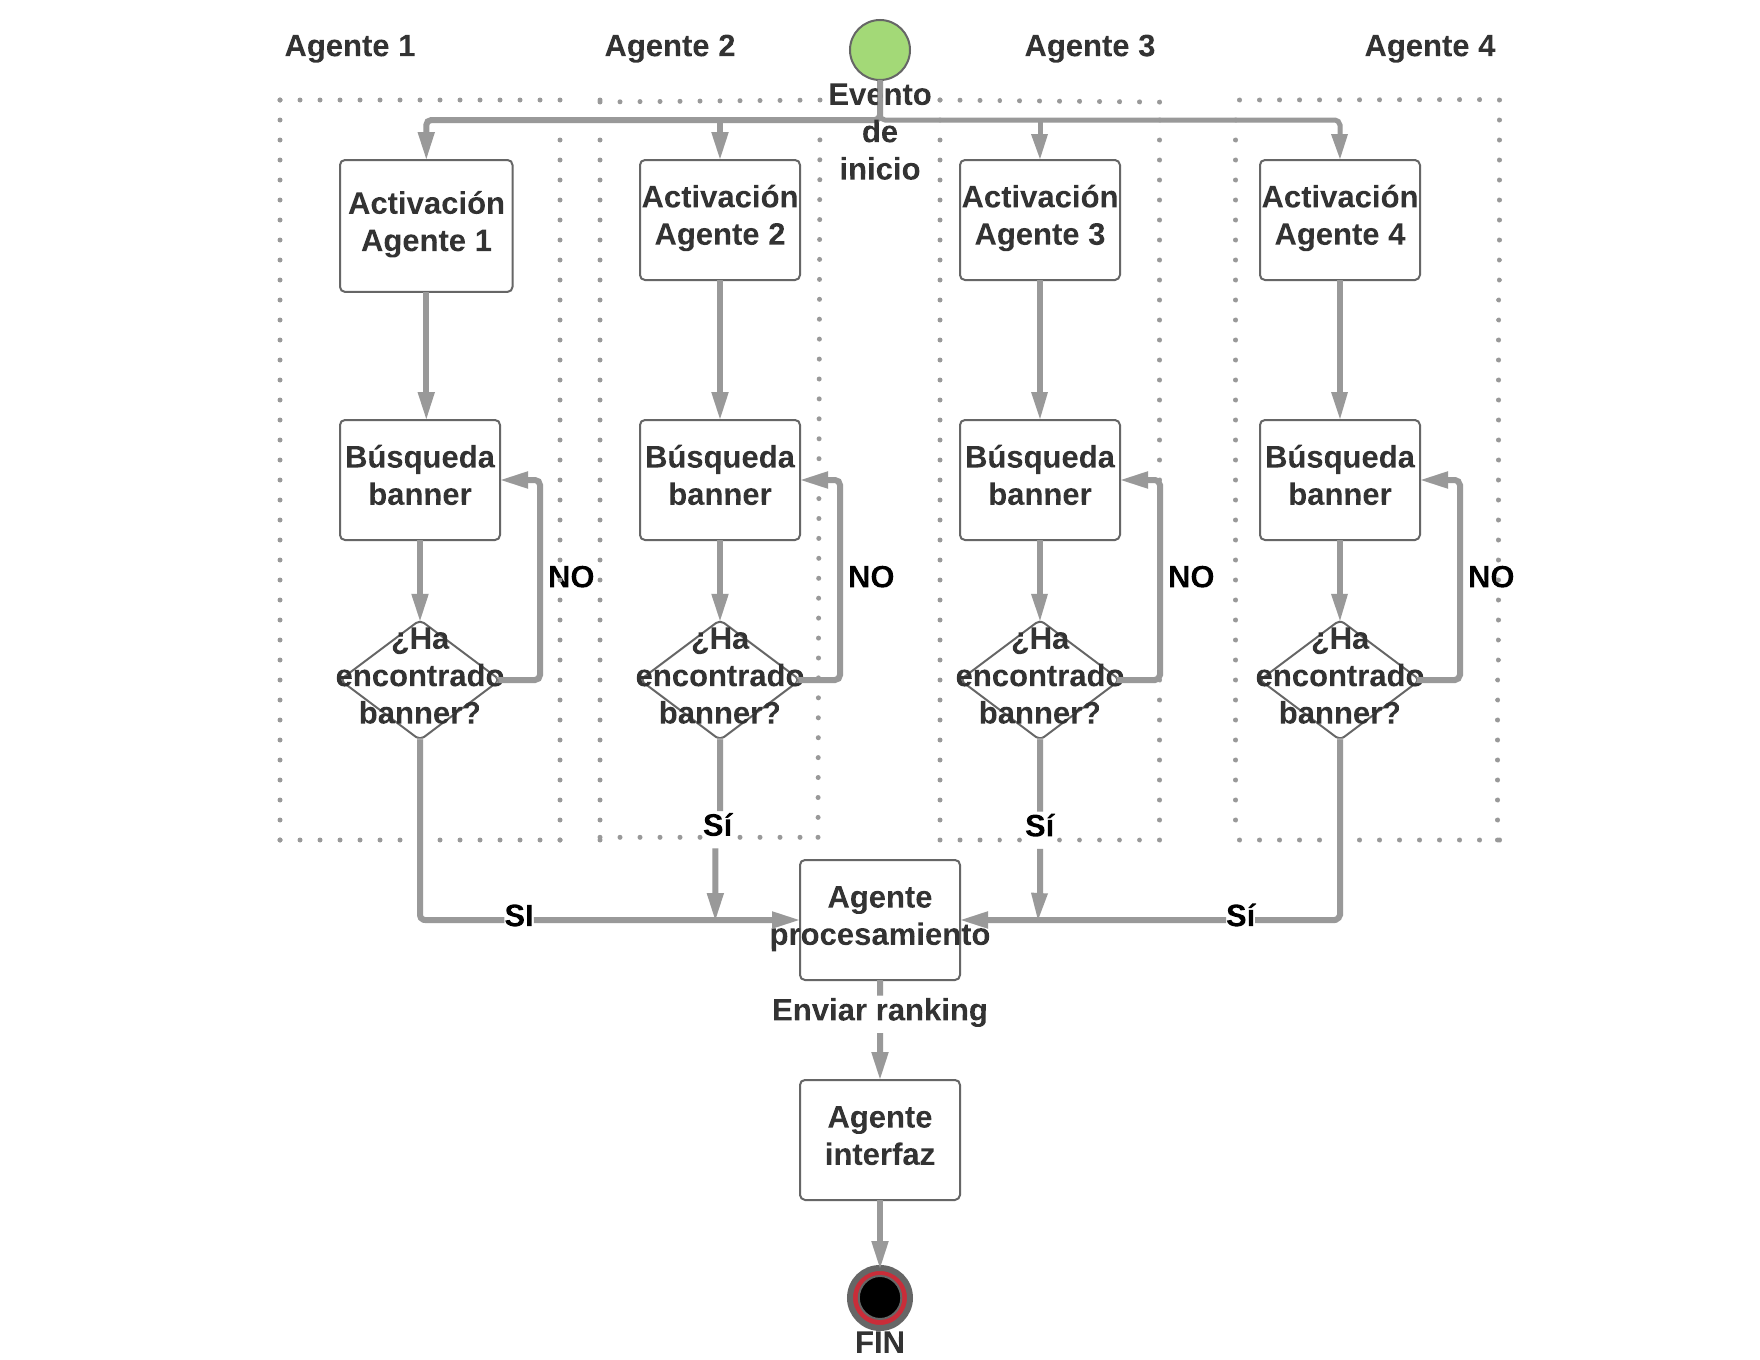 Agente 1
Agente 2
Agente 3
Agente 4
Evento
de
inicio
Activación
Agente 1
Activación
Agente 2
Activación
Agente 3
Activación
Agente 4
Búsqueda
banner
Búsqueda
banner
Búsqueda
banner
Búsqueda
banner
NO
NO
NO
NO
¿Ha
encontrado
banner?
¿Ha
encontrado
banner?
¿Ha
encontrado
banner?
¿Ha
encontrado
banner?
Sí
Sí
SI
Sí
Agente
procesamiento
Enviar ranking
Agente
interfaz
FIN